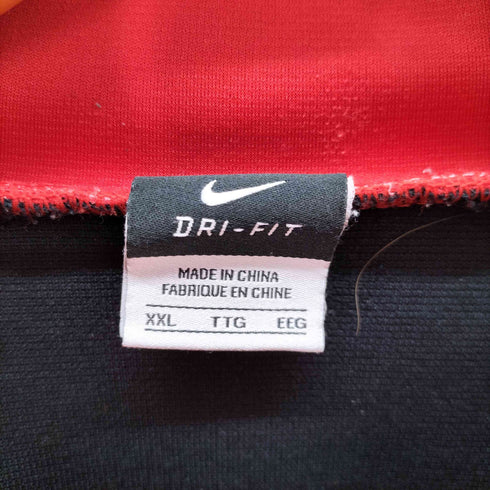 DRI-FIT
MADE IN CHINA
FABRIQUE EN CHINE
XXL TTG EEG